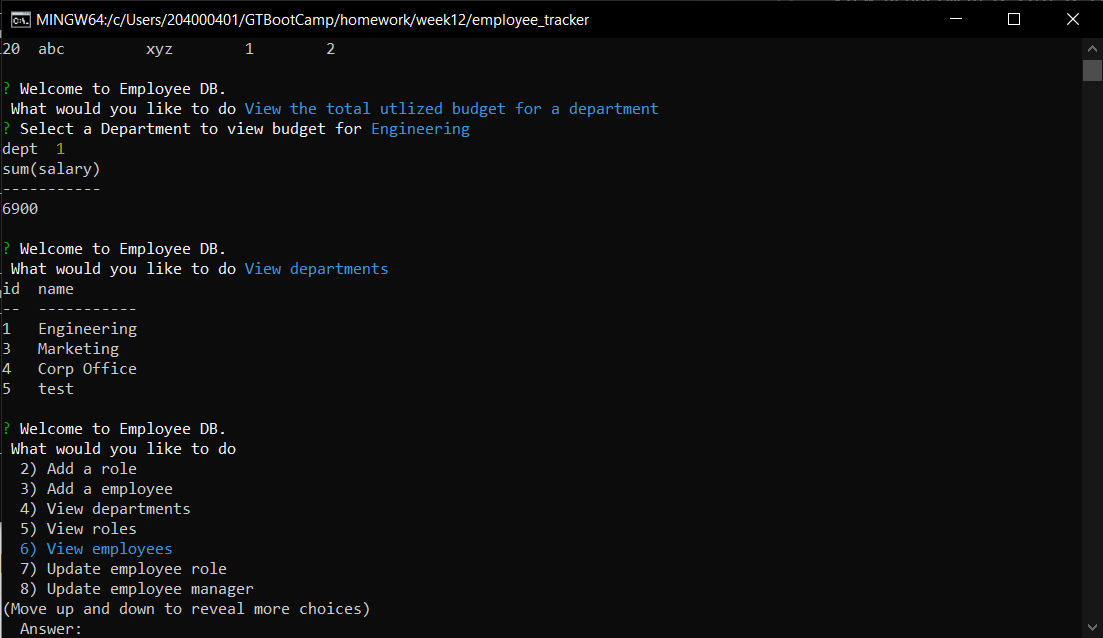 MINGW64:/c/Users/204000401/GTBootCamp/homework/week12/employee_tracker
20  abc         xyz        1        2
? Welcome to Employee DB.
 What would you like to do View the total utlized budget for a department
? Select a Department to view budget for Engineering
dept  1
sum(salary)
-----------
6900
? Welcome to Employee DB.
 What would you like to do View departments
id  name
--  -----------
1   Engineering
3   Marketing
4   Corp Office
5   test
? Welcome to Employee DB.
 What would you like to do
  2) Add a role
  3) Add a employee
  4) View departments
  5) View roles
  6) View employees
  7) Update employee role
  8) Update employee manager
(Move up and down to reveal more choices)
  Answer: